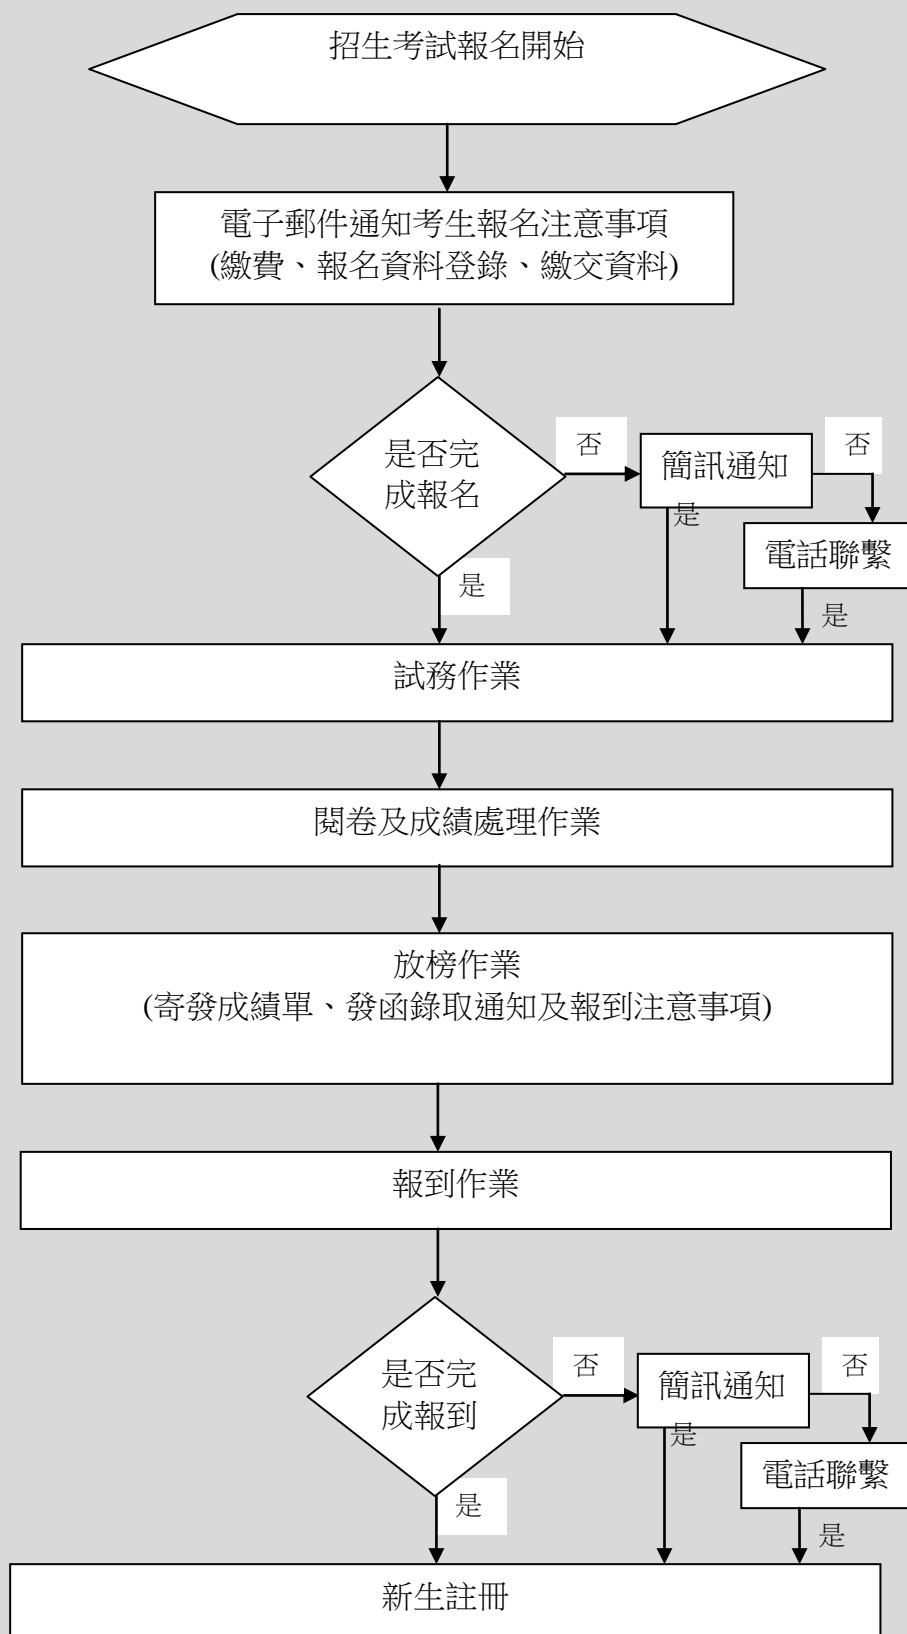 招生考試報名開始
電子郵件通知考生報名注意事項
(繳費、報名資料登錄、繳交資料)
是否完
成報名
否
簡訊通知
否
是
電話聯繫
是
是
試務作業
閱卷及成績處理作業
放榜作業
(寄發成績單、發函錄取通知及報到注意事項)
報到作業
是否完
成報到
否
簡訊通知
否
是
電話聯繫
是
是
新生註冊